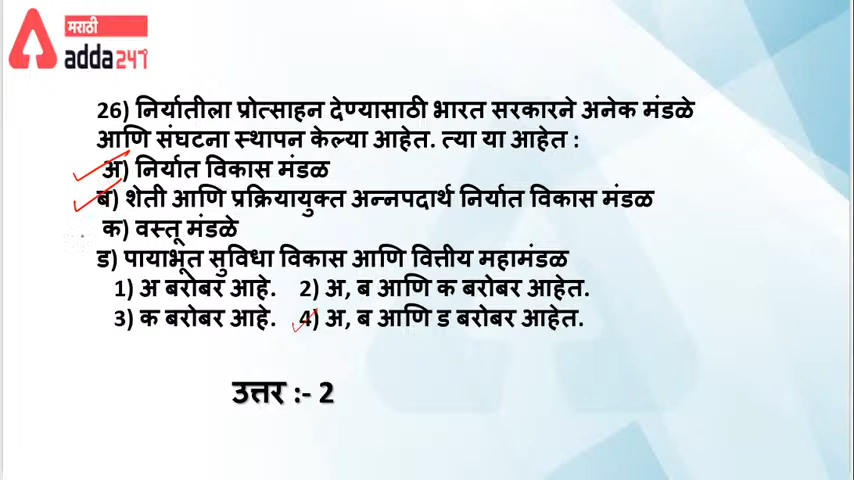 मराठी
adda247
26) निर्यातीला प्रोत्साहन देण्यासाठी भारत सरकारने अनेक मंडळे
आणि संघटना स्थापन केल्या आहेत. त्या या आहेत :
अ) निर्यात विकास मंडळ
ब) शेती आणि प्रक्रियायुक्त अन्नपदार्थ निर्यात विकास मंडळ
क) वस्तू मंडळे
ड) पायाभूत सुविधा विकास आणि वित्तीय महामंडळ
1) अ बरोबर आहे. 2) अ, ब आणि क बरोबर आहेत.
3) क बरोबर आहे. 4) अ, ब आणि ड बरोबर आहेत.
उत्तर :- 2